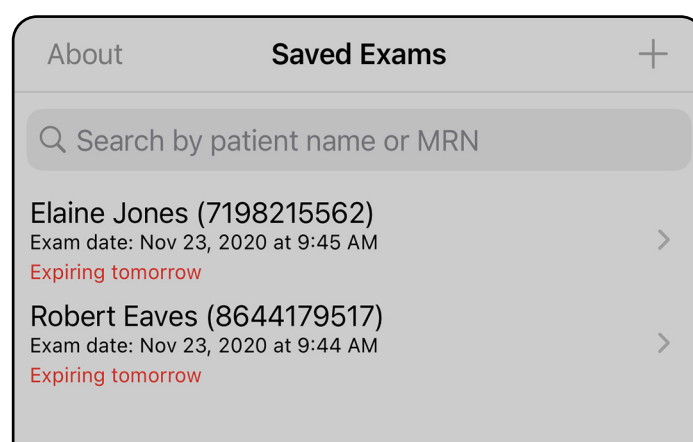 About
Saved Exams
Search by patient name or MRN
Elaine Jones (7198215562)
Exam date: Nov 23, 2020 at 9:45 AM
Expiring tomorrow
Robert Eaves (8644179517)
Exam date: Nov 23, 2020 at 9:44 AM
Expiring tomorrow